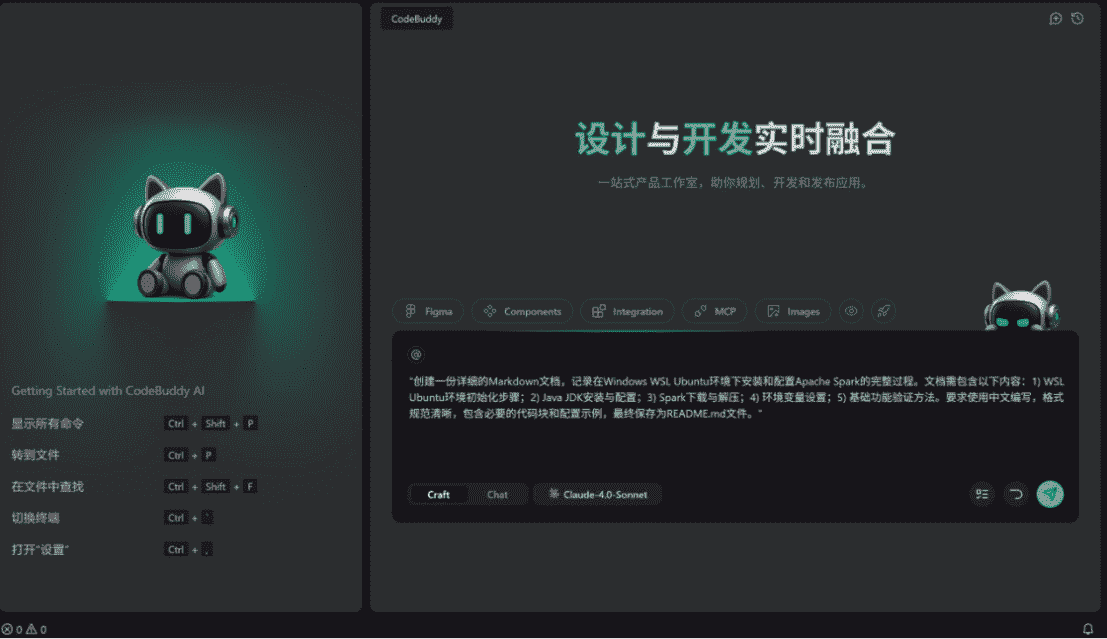 CodeBuddy
设计与开发实时融合
一站式产品工作室，助你规划、开发和发布应用。
Figma
Components
Integration
MCP
Images
@
"创建一份详细的Markdown文档，记录在Windows WSL Ubuntu环境下安装和配置Apache Spark的完整过程。文档需包含以下内容：1) WSL
Ubuntu环境初始化步骤；2) Java JDK安装与配置；3) Spark下载与解压；4) 环境变量设置；5) 基础功能验证方法。要求使用中文编写，格式
规范清晰，包含必要的代码块和配置示例，最终保存为README.md文件。"
Craft
Chat
Claude-4.0-Sonnet
Getting Started with CodeBuddy AI
显示所有命令 Ctrl + Shift + P
转到文件 Ctrl + P
在文件中查找 Ctrl + Shift + F
切换终端 Ctrl + `
打开"设置" Ctrl + ,
0 0